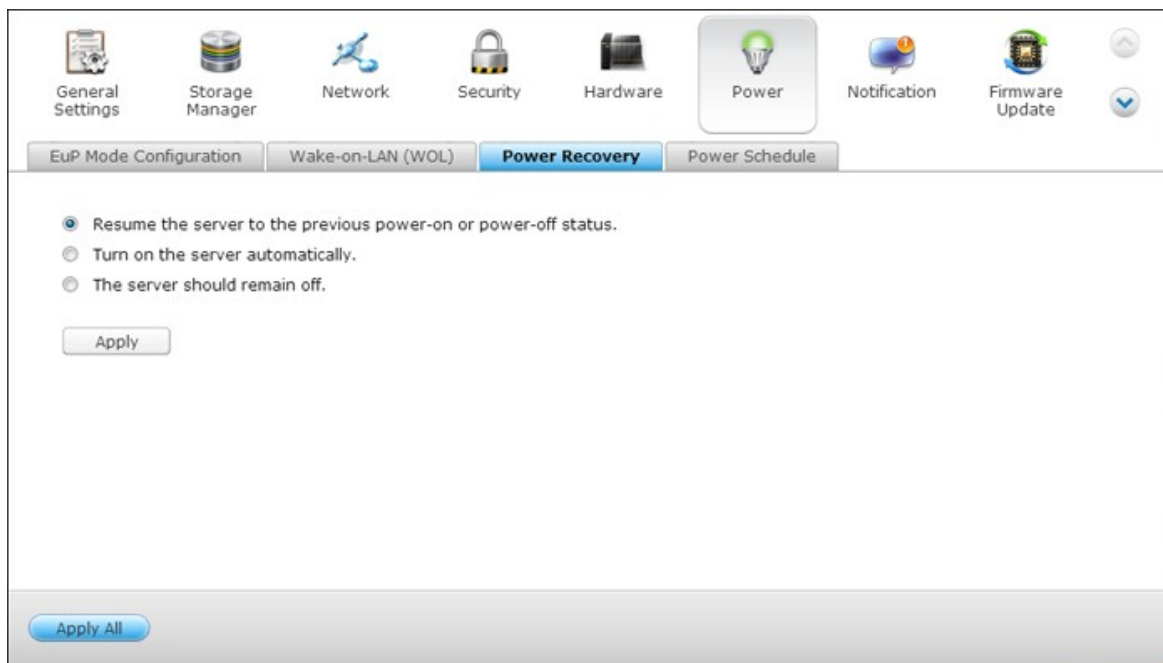 General Settings
Storage Manager
Network
Security
Hardware
Power
1
Notification
Firmware Update
EuP Mode Configuration
Wake-on-LAN (WOL)
Power Recovery
Power Schedule
Resume the server to the previous power-on or power-off status.
Turn on the server automatically.
The server should remain off.
Apply
Apply All